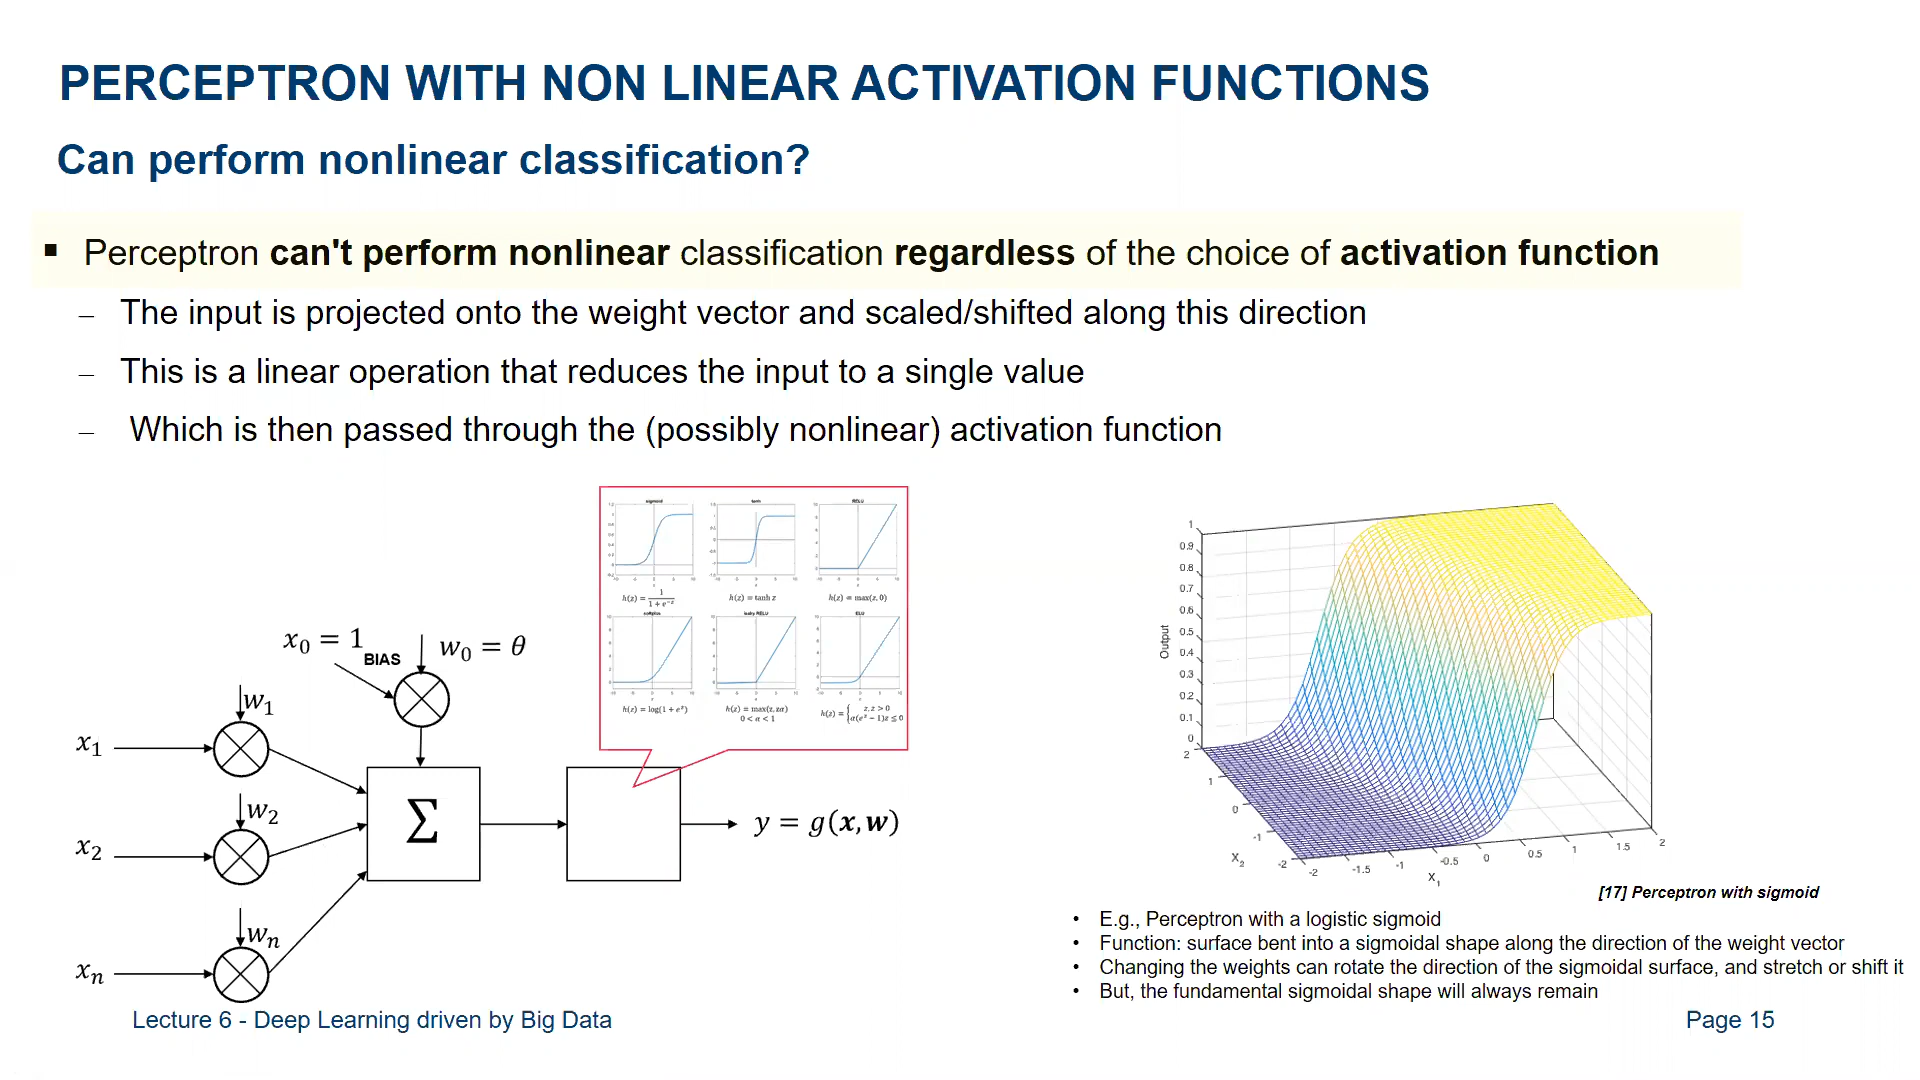 PERCEPTRON WITH NON LINEAR ACTIVATION FUNCTIONS
Can perform nonlinear classification?
▪ Perceptron can't perform nonlinear classification regardless of the choice of activation function
– The input is projected onto the weight vector and scaled/shifted along this direction
– This is a linear operation that reduces the input to a single value
– Which is then passed through the (possibly nonlinear) activation function
sigmoid
tanh
RELU
h(z) = 1 / (1 + e^{-z})
h(z) = tanh z
h(z) = max(z, 0)
softplus
leaky RELU
ELU
h(z) = log(1 + e^z)
h(z) = max(z, zα)
0 < α < 1
h(z) = { z, z > 0
α(e^z − 1) z ≤ 0
x₀ = 1
BIAS
w₀ = θ
w₁
x₁
w₂
x₂
wₙ
xₙ
Σ
y = g(x, w)
Output
1
0.9
0.8
0.7
0.6
0.5
0.4
0.3
0.2
0.1
0
2
1
0
-1
-2
X₂
-2
-1.5
-1
-0.5
0
0.5
1
1.5
2
X₁
[17] Perceptron with sigmoid
• E.g., Perceptron with a logistic sigmoid
• Function: surface bent into a sigmoidal shape along the direction of the weight vector
• Changing the weights can rotate the direction of the sigmoidal surface, and stretch or shift it
• But, the fundamental sigmoidal shape will always remain
Lecture 6 - Deep Learning driven by Big Data
Page 15